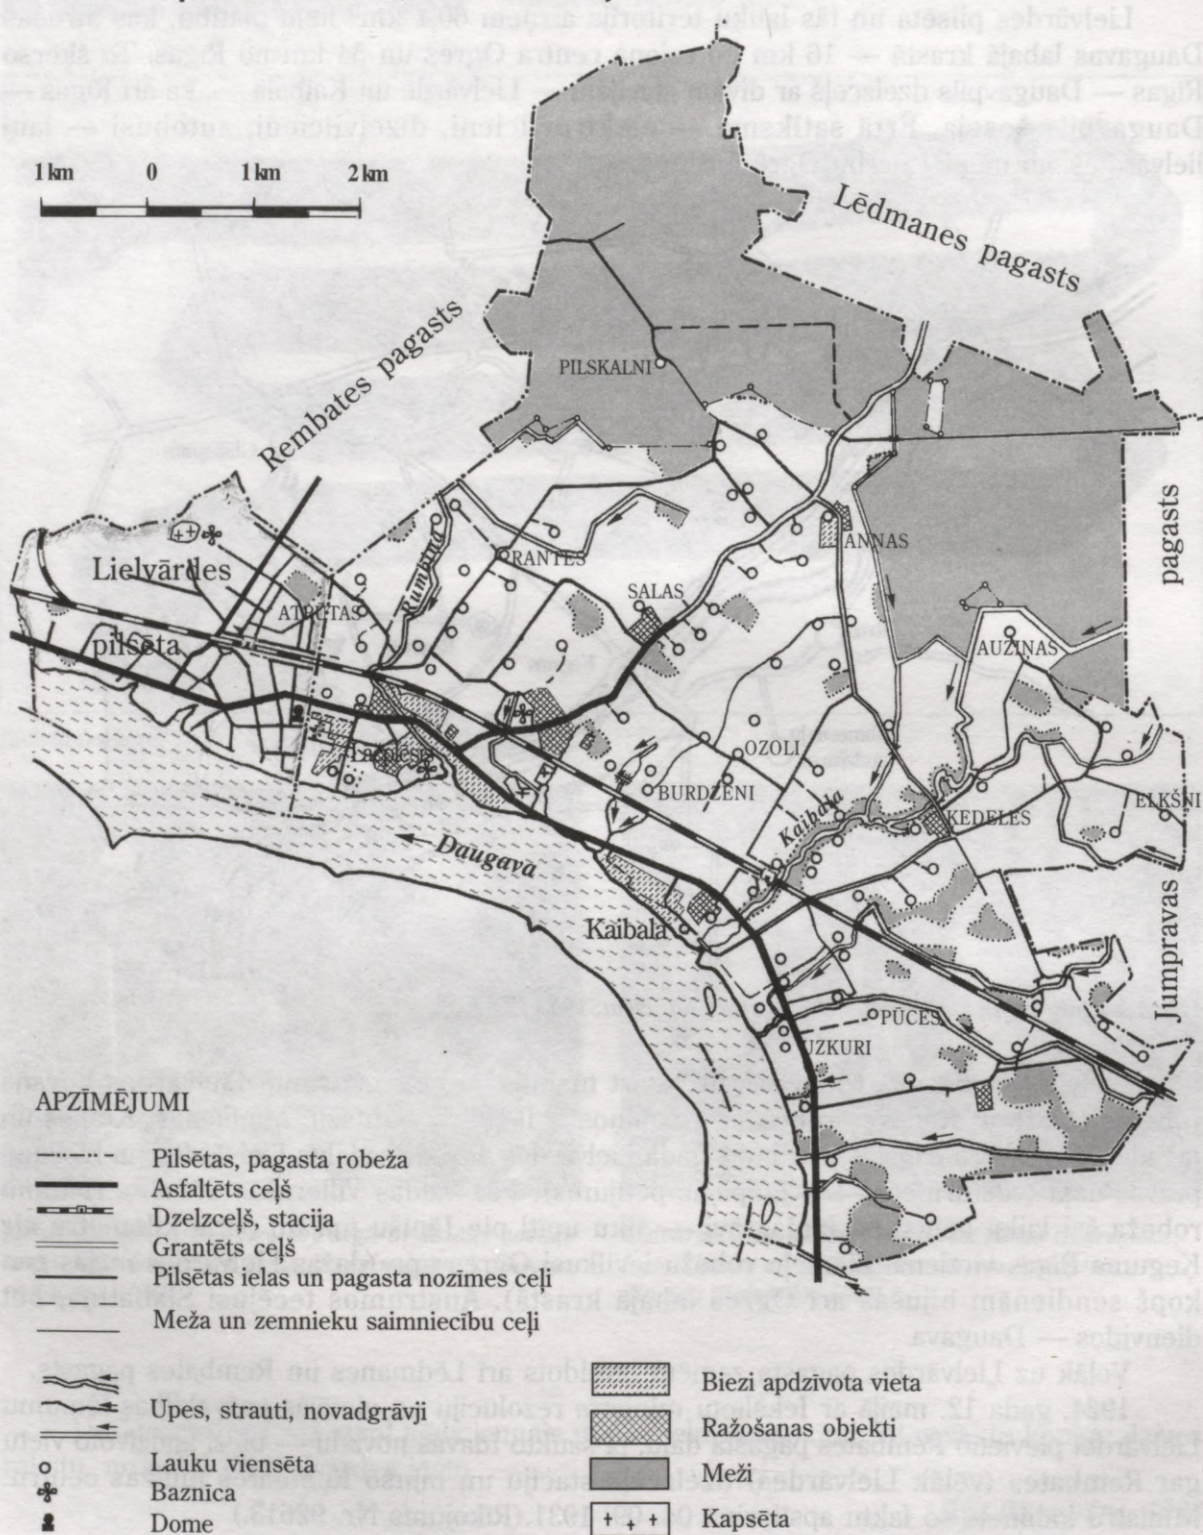 1 km 0 1 km 2 km
Lēdmanes pagasts
Rembates pagasts
PILSKALNI
pagasts
Lielvārdes
pilsēta
ATPŪTAS
Rumbiņa
RANTES
SALAS
ANNAS
AUZIŅAS
Lāčplēsis
OZOLI
BURDZENI
Kaibala
ĶEDELES
ELKŠNI
Daugava
Kaibala
Jumpravas
PŪCES
UZKURI
APZĪMĒJUMI
Pilsētas, pagasta robeža
Asfaltēts ceļš
Dzelzceļš, stacija
Grantēts ceļš
Pilsētas ielas un pagasta nozīmes ceļi
Meža un zemnieku saimniecību ceļi
Upes, strauti, novadgrāvji
Lauku viensēta
Baznīca
Dome
Biezi apdzīvota vieta
Ražošanas objekti
Meži
Kapsēta